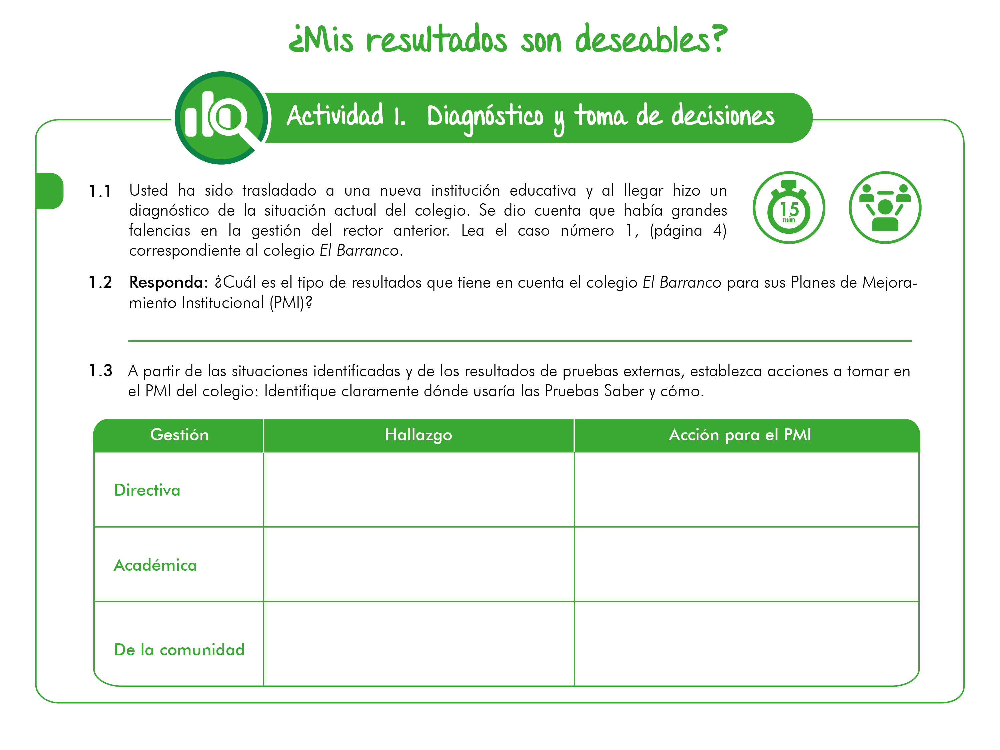 ¿Mis resultados son deseables?
Actividad 1. Diagnóstico y toma de decisiones
1.1 Usted ha sido trasladado a una nueva institución educativa y al llegar hizo un
diagnóstico de la situación actual del colegio. Se dio cuenta que había grandes
falencias en la gestión del rector anterior. Lea el caso número 1, (página 4)
correspondiente al colegio El Barranco.
15
min
1.2 Responda: ¿Cuál es el tipo de resultados que tiene en cuenta el colegio El Barranco para sus Planes de Mejora-
miento Institucional (PMI)?
1.3 A partir de las situaciones identificadas y de los resultados de pruebas externas, establezca acciones a tomar en
el PMI del colegio: Identifique claramente dónde usaría las Pruebas Saber y cómo.
Gestión Hallazgo Acción para el PMI
Directiva
Académica
De la comunidad